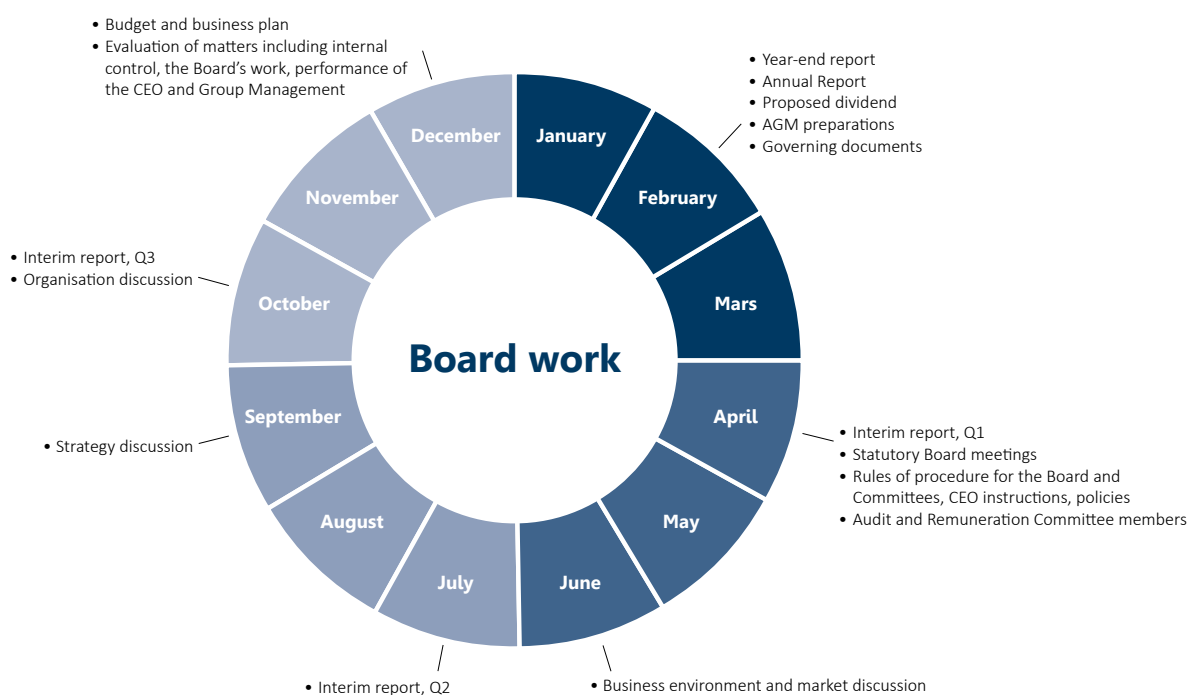 • Budget and business plan
• Evaluation of matters including internal
control, the Board's work, performance of
the CEO and Group Management
• Year-end report
• Annual Report
• Proposed dividend
• AGM preparations
• Governing documents
December
January
November
February
• Interim report, Q3
• Organisation discussion
October
Mars
Board work
September
April
• Strategy discussion
• Interim report, Q1
• Statutory Board meetings
• Rules of procedure for the Board and
Committees, CEO instructions, policies
• Audit and Remuneration Committee members
August
May
July
June
• Interim report, Q2
• Business environment and market discussion